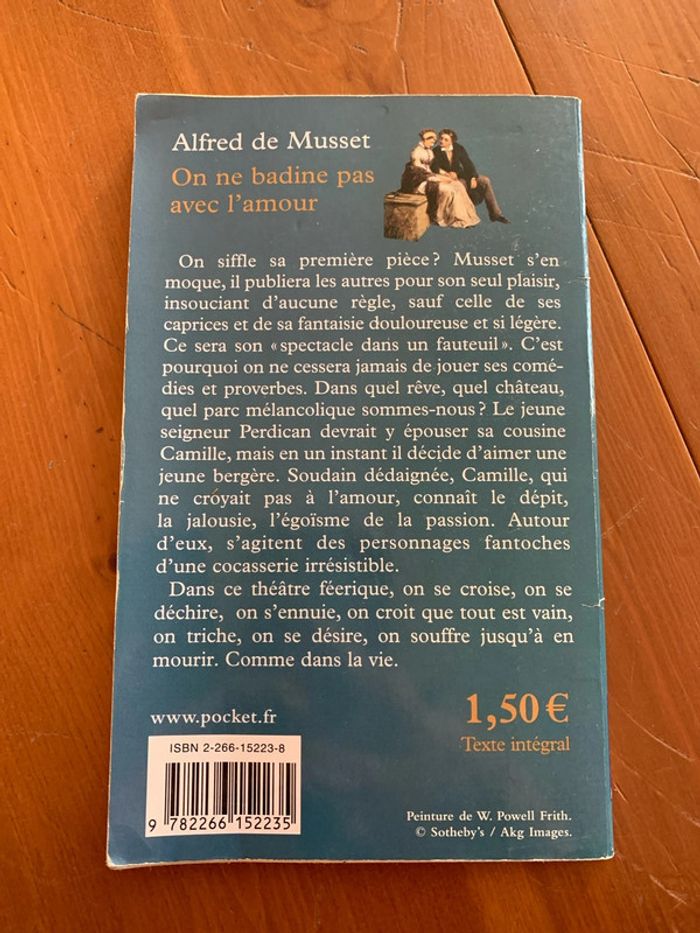 Alfred de Musset
On ne badine pas
avec l'amour
On siffle sa première pièce ? Musset s'en
moque, il publiera les autres pour son seul plaisir,
insouciant d'aucune règle, sauf celle de ses
caprices et de sa fantaisie douloureuse et si légère.
Ce sera son « spectacle dans un fauteuil ». C'est
pourquoi on ne cessera jamais de jouer ses comé-
dies et proverbes. Dans quel rêve, quel château,
quel parc mélancolique sommes-nous ? Le jeune
seigneur Perdican devrait y épouser sa cousine
Camille, mais en un instant il décide d'aimer une
jeune bergère. Soudain dédaignée, Camille, qui
ne croyait pas à l'amour, connaît le dépit,
la jalousie, l'égoïsme de la passion. Autour
d'eux, s'agitent des personnages fantoches
d'une cocasserie irrésistible.
Dans ce théâtre féerique, on se croise, on se
déchire, on s'ennuie, on croit que tout est vain,
on triche, on se désire, on souffre jusqu'à en
mourir. Comme dans la vie.
www.pocket.fr
1,50 €
Texte intégral
ISBN 2-266-15223-8
9 782266 152235
Peinture de W. Powell Frith.
© Sotheby's / Akg Images.